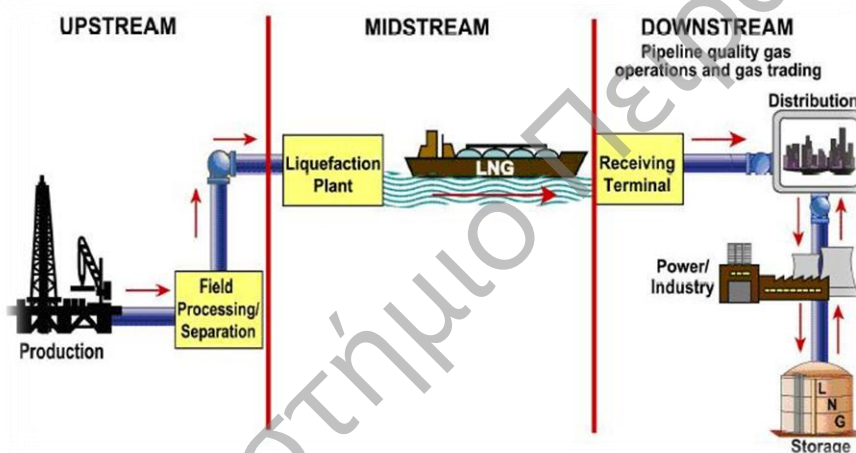 UPSTREAM
MIDSTREAM
DOWNSTREAM
Pipeline quality gas
operations and gas trading
Distribution
Liquefaction
Plant
LNG
Receiving
Terminal
Field
Processing/
Separation
Production
Power/
Industry
L
N
G
Storage